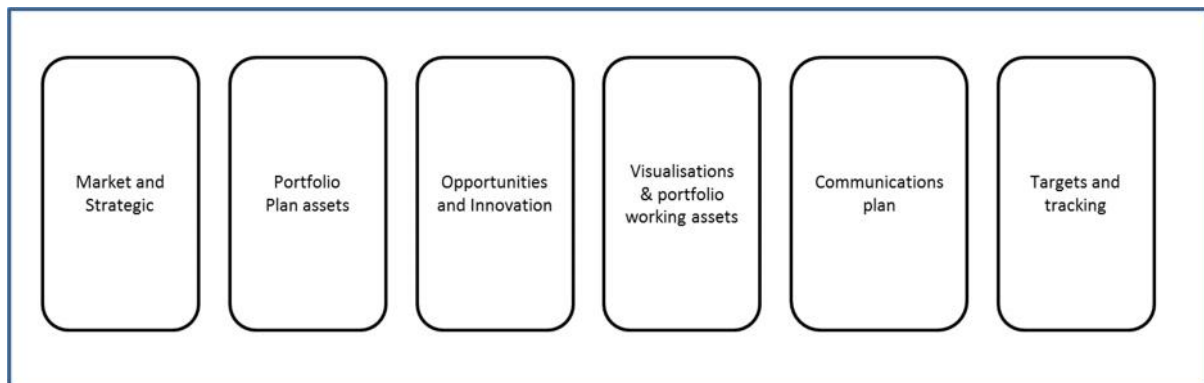 Market and
Strategic
Portfolio
Plan assets
Opportunities
and Innovation
Visualisations
& portfolio
working assets
Communications
plan
Targets and
tracking